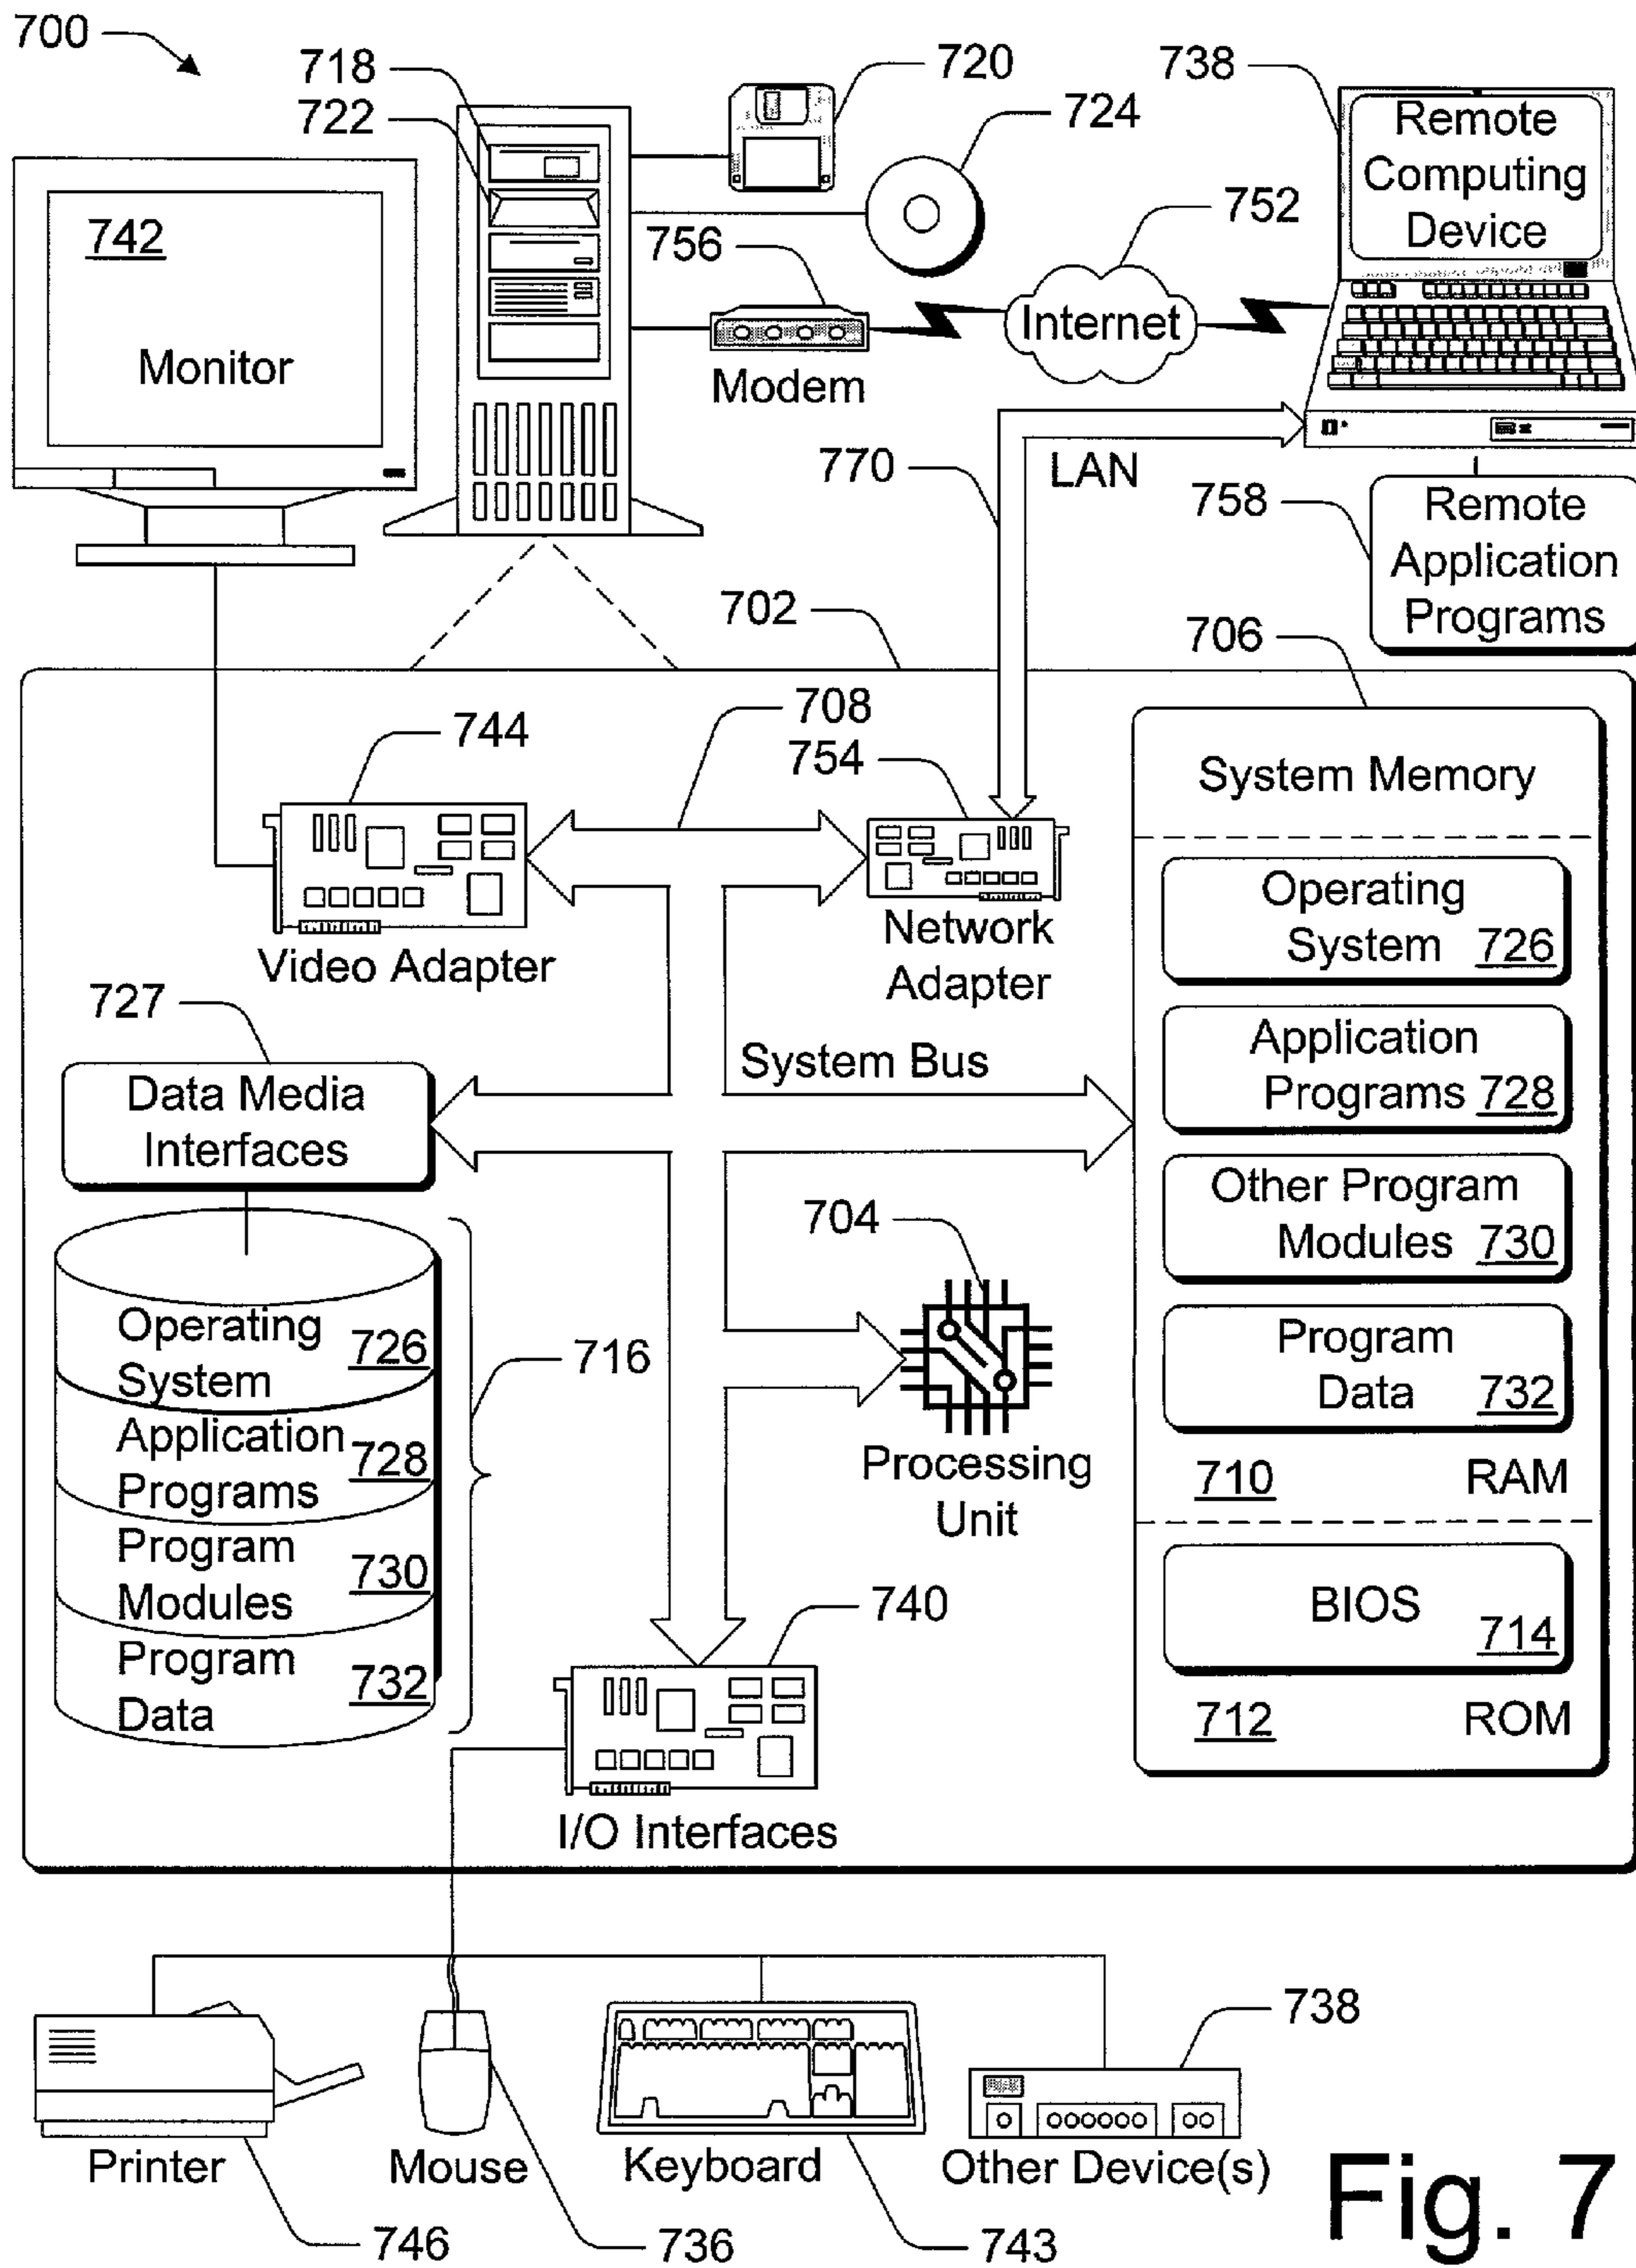 700
718
722
720
724
738
Remote
Computing
Device
742
Monitor
756
Modem
752
Internet
770
LAN
758
Remote
Application
Programs
702
706
744
Video Adapter
708
754
Network
Adapter
System Memory
Operating
System 726
Application
Programs 728
Other Program
Modules 730
Program
Data 732
710 RAM
BIOS 714
712 ROM
727
Data Media
Interfaces
System Bus
704
Processing
Unit
Operating
System 726
Application
Programs 728
Program
Modules 730
Program
Data 732
716
740
I/O Interfaces
738
Printer
Mouse
Keyboard
Other Device(s)
746
736
743
Fig. 7